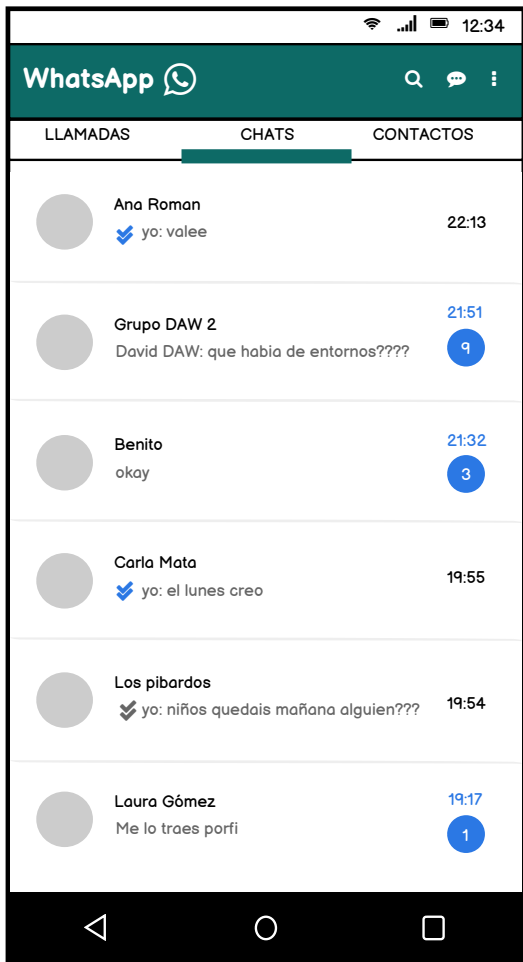 12:34
WhatsApp
LLAMADAS CHATS CONTACTOS
Ana Roman
yo: valee
22:13
Grupo DAW 2
David DAW: que habia de entornos????
21:51
9
Benito
okay
21:32
3
Carla Mata
yo: el lunes creo
19:55
Los pibardos
yo: niños quedais mañana alguien???
19:54
Laura Gómez
Me lo traes porfi
19:17
1